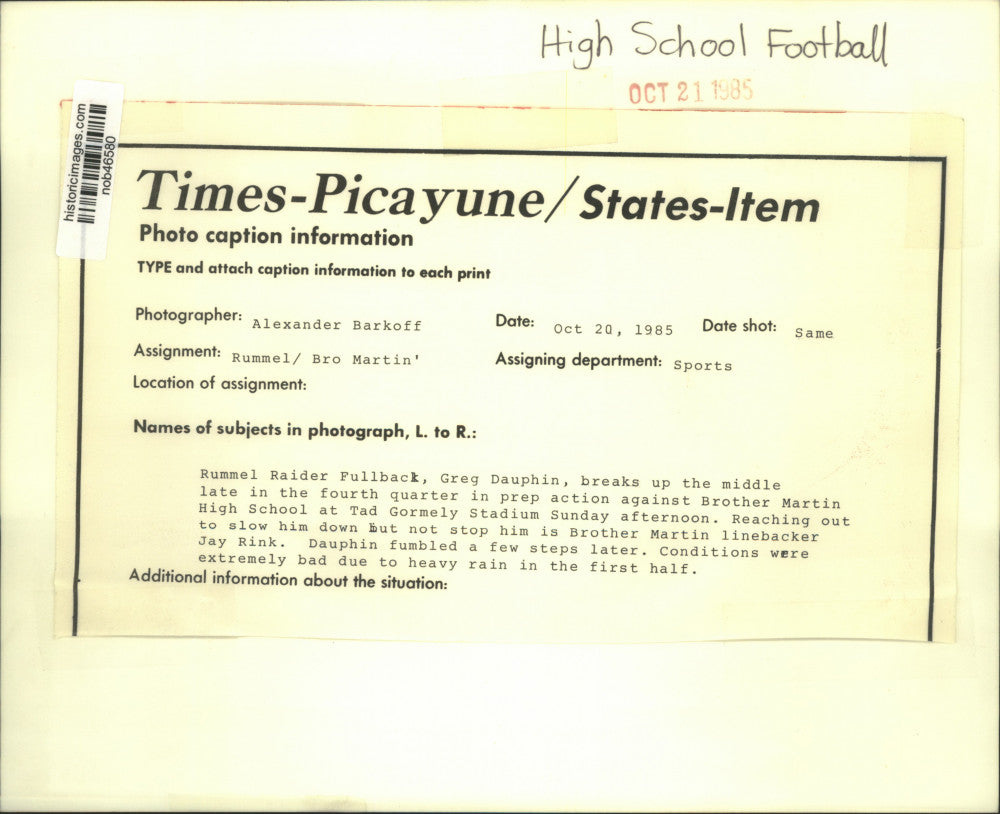 High School Football
OCT 21 1985
historicimages.com
nob46580
Times-Picayune/States-Item
Photo caption information
TYPE and attach caption information to each print
Photographer: Alexander Barkoff Date: Oct 20, 1985 Date shot: Same
Assignment: Rummel/ Bro Martin' Assigning department: Sports
Location of assignment:
Names of subjects in photograph, L. to R.:
Rummel Raider Fullback, Greg Dauphin, breaks up the middle
late in the fourth quarter in prep action against Brother Martin
High School at Tad Gormely Stadium Sunday afternoon. Reaching out
to slow him down but not stop him is Brother Martin linebacker
Jay Rink. Dauphin fumbled a few steps later. Conditions were
extremely bad due to heavy rain in the first half.
Additional information about the situation: